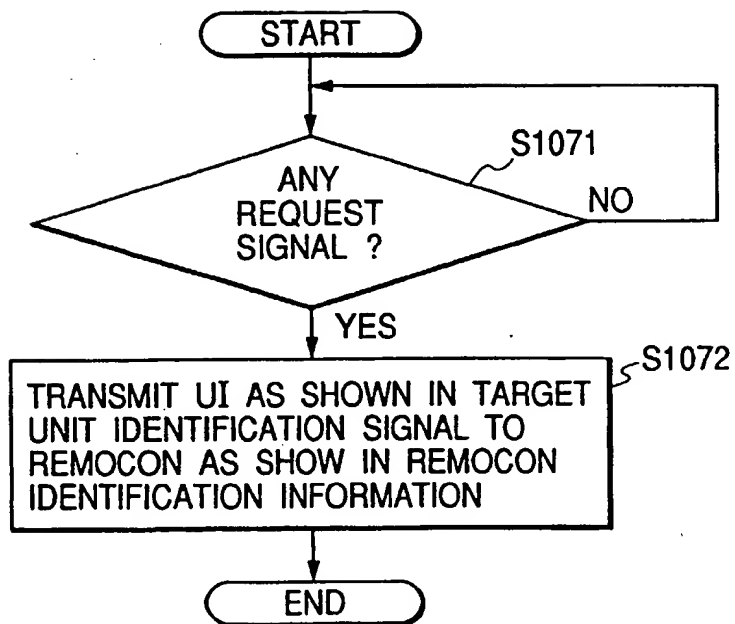 START
S1071
ANY
REQUEST
SIGNAL ?
NO
YES
S1072
TRANSMIT UI AS SHOWN IN TARGET
UNIT IDENTIFICATION SIGNAL TO
REMOCON AS SHOW IN REMOCON
IDENTIFICATION INFORMATION
END